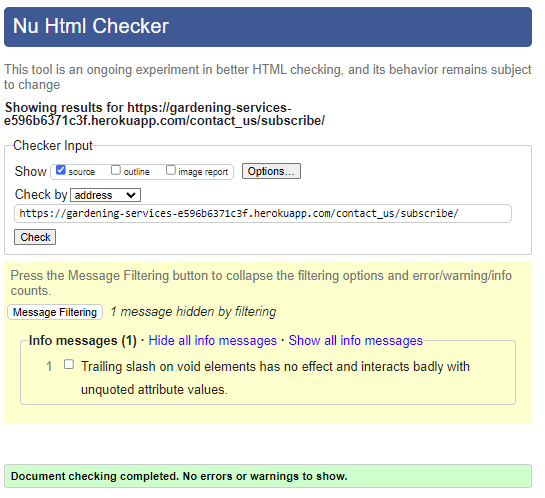 Nu Html Checker
This tool is an ongoing experiment in better HTML checking, and its behavior remains subject
to change
Showing results for https://gardening-services-
e596b6371c3f.herokuapp.com/contact_us/subscribe/
Checker Input
Show source outline image report Options...
Check by address
https://gardening-services-e596b6371c3f.herokuapp.com/contact_us/subscribe/
Check
Press the Message Filtering button to collapse the filtering options and error/warning/info
counts.
Message Filtering 1 message hidden by filtering
Info messages (1) · Hide all info messages · Show all info messages
1 Trailing slash on void elements has no effect and interacts badly with
unquoted attribute values.
Document checking completed. No errors or warnings to show.